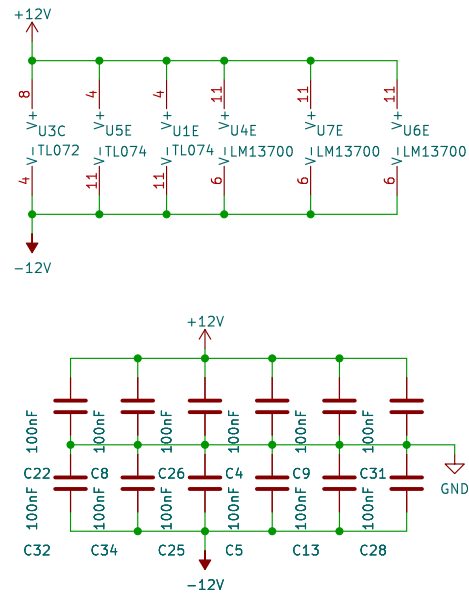 +12V
8 4 4 11 11 11
V+ V+ V+ V+ V+ V+
U3C U5E U1E U4E U7E U6E
TL072 TL074 TL074 LM13700 LM13700 LM13700
V- V- V- V- V- V-
4 11 11 6 6 6
-12V
+12V
100nF 100nF 100nF 100nF 100nF 100nF
C22 C8 C26 C4 C9 C31
GND
100nF 100nF 100nF 100nF 100nF 100nF
C32 C34 C25 C5 C13 C28
-12V